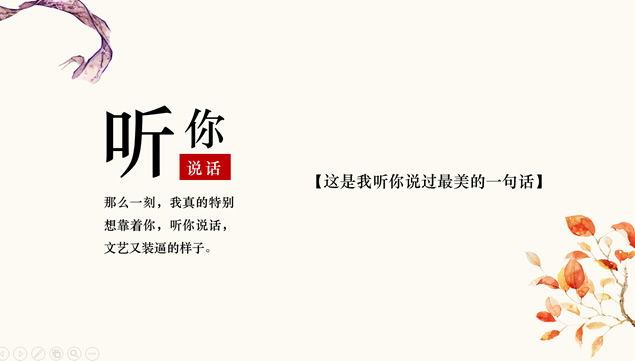 听你
说话
那么一刻，我真的特别
想靠着你，听你说话，
文艺又装逼的样子。
【这是我听你说过最美的一句话】